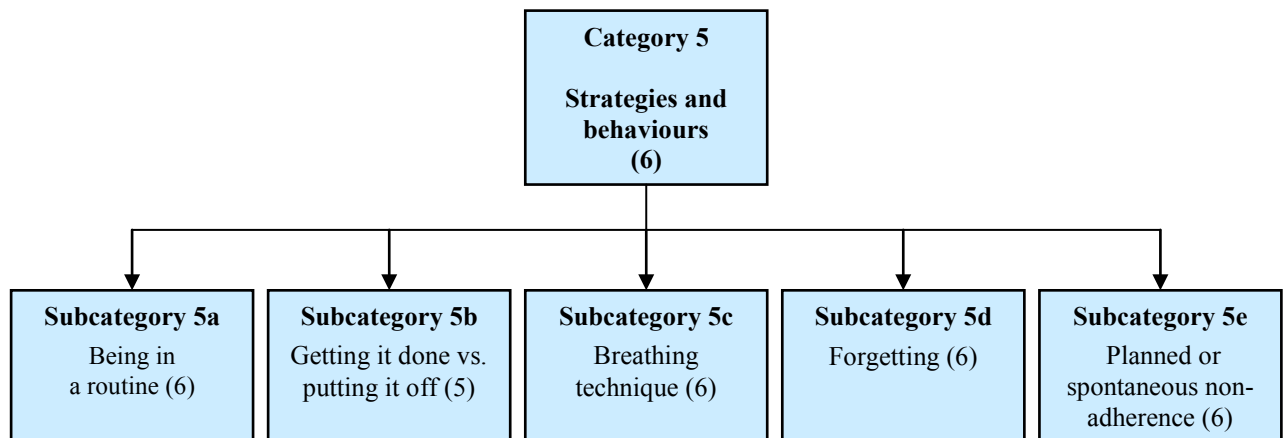 Category 5
Strategies and
behaviours
(6)
Subcategory 5a
Being in
a routine (6)
Subcategory 5b
Getting it done vs.
putting it off (5)
Subcategory 5c
Breathing
technique (6)
Subcategory 5d
Forgetting (6)
Subcategory 5e
Planned or
spontaneous non-
adherence (6)